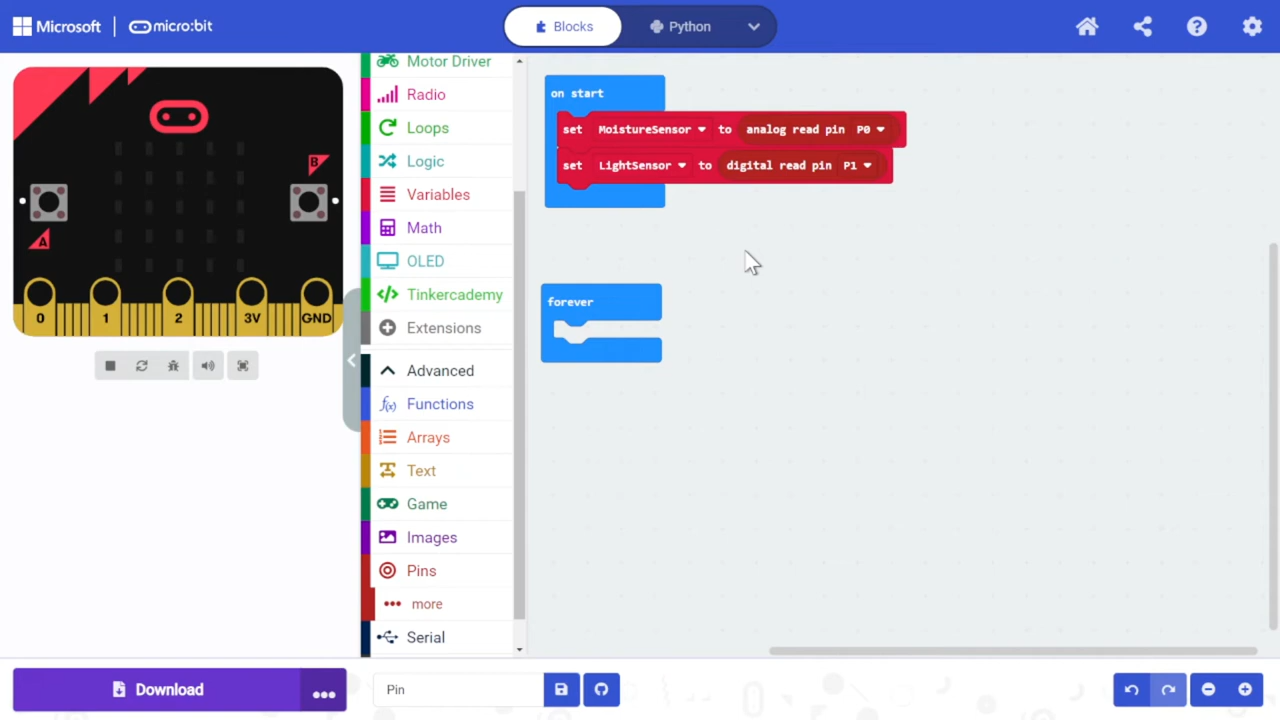 Microsoft micro:bit Blocks Python
B
A
0 1 2 3V GND
Download
Motor Driver
Radio
Loops
Logic
Variables
Math
OLED
Tinkercademy
Extensions
Advanced
Functions
Arrays
Text
Game
Images
Pins
more
Serial
on start
set MoistureSensor to analog read pin P0
set LightSensor to digital read pin P1
forever
Pin